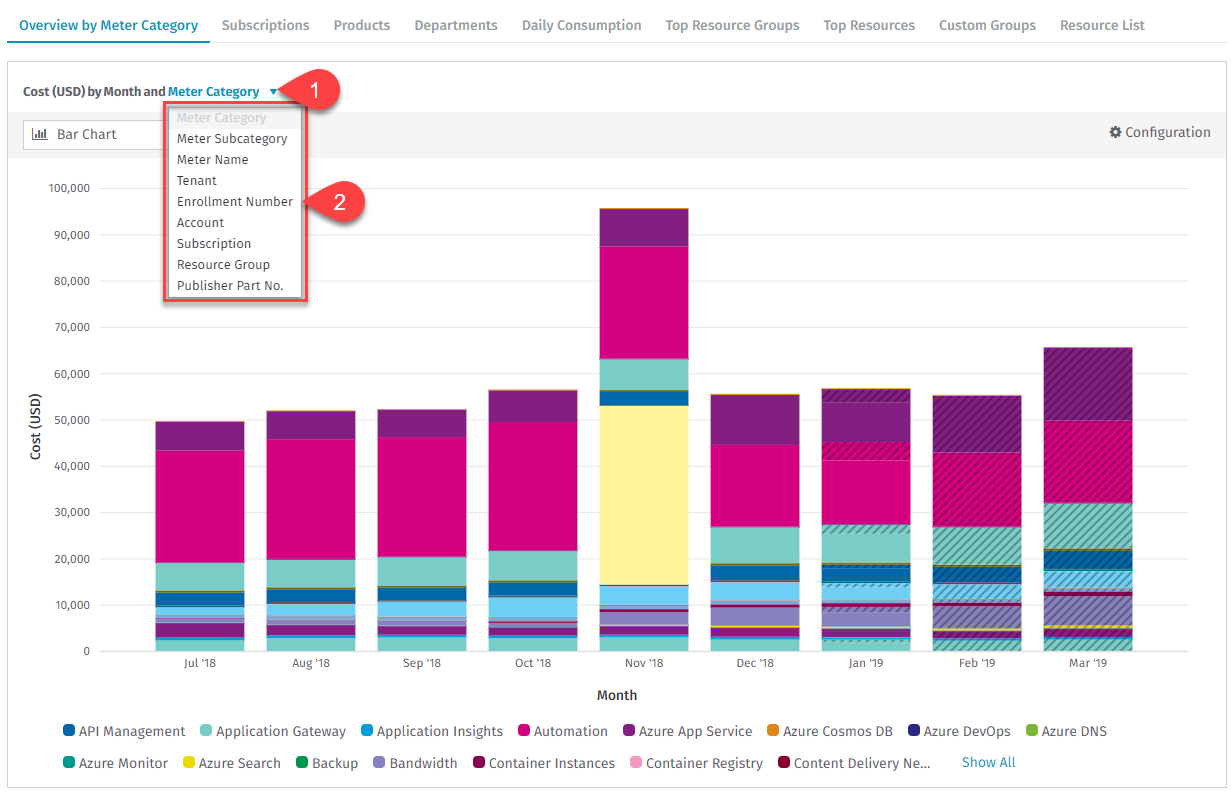 Overview by Meter Category Subscriptions Products Departments Daily Consumption Top Resource Groups Top Resources Custom Groups Resource List
Cost (USD) by Month and Meter Category 1
Bar Chart
Configuration
Meter Category
Meter Subcategory
Meter Name
Tenant
Enrollment Number 2
Account
Subscription
Resource Group
Publisher Part No.
100,000
90,000
80,000
70,000
60,000
50,000
40,000
30,000
20,000
10,000
0
Cost (USD)
Jul '18 Aug '18 Sep '18 Oct '18 Nov '18 Dec '18 Jan '19 Feb '19 Mar '19
Month
API Management Application Gateway Application Insights Automation Azure App Service Azure Cosmos DB Azure DevOps Azure DNS
Azure Monitor Azure Search Backup Bandwidth Container Instances Container Registry Content Delivery Ne... Show All